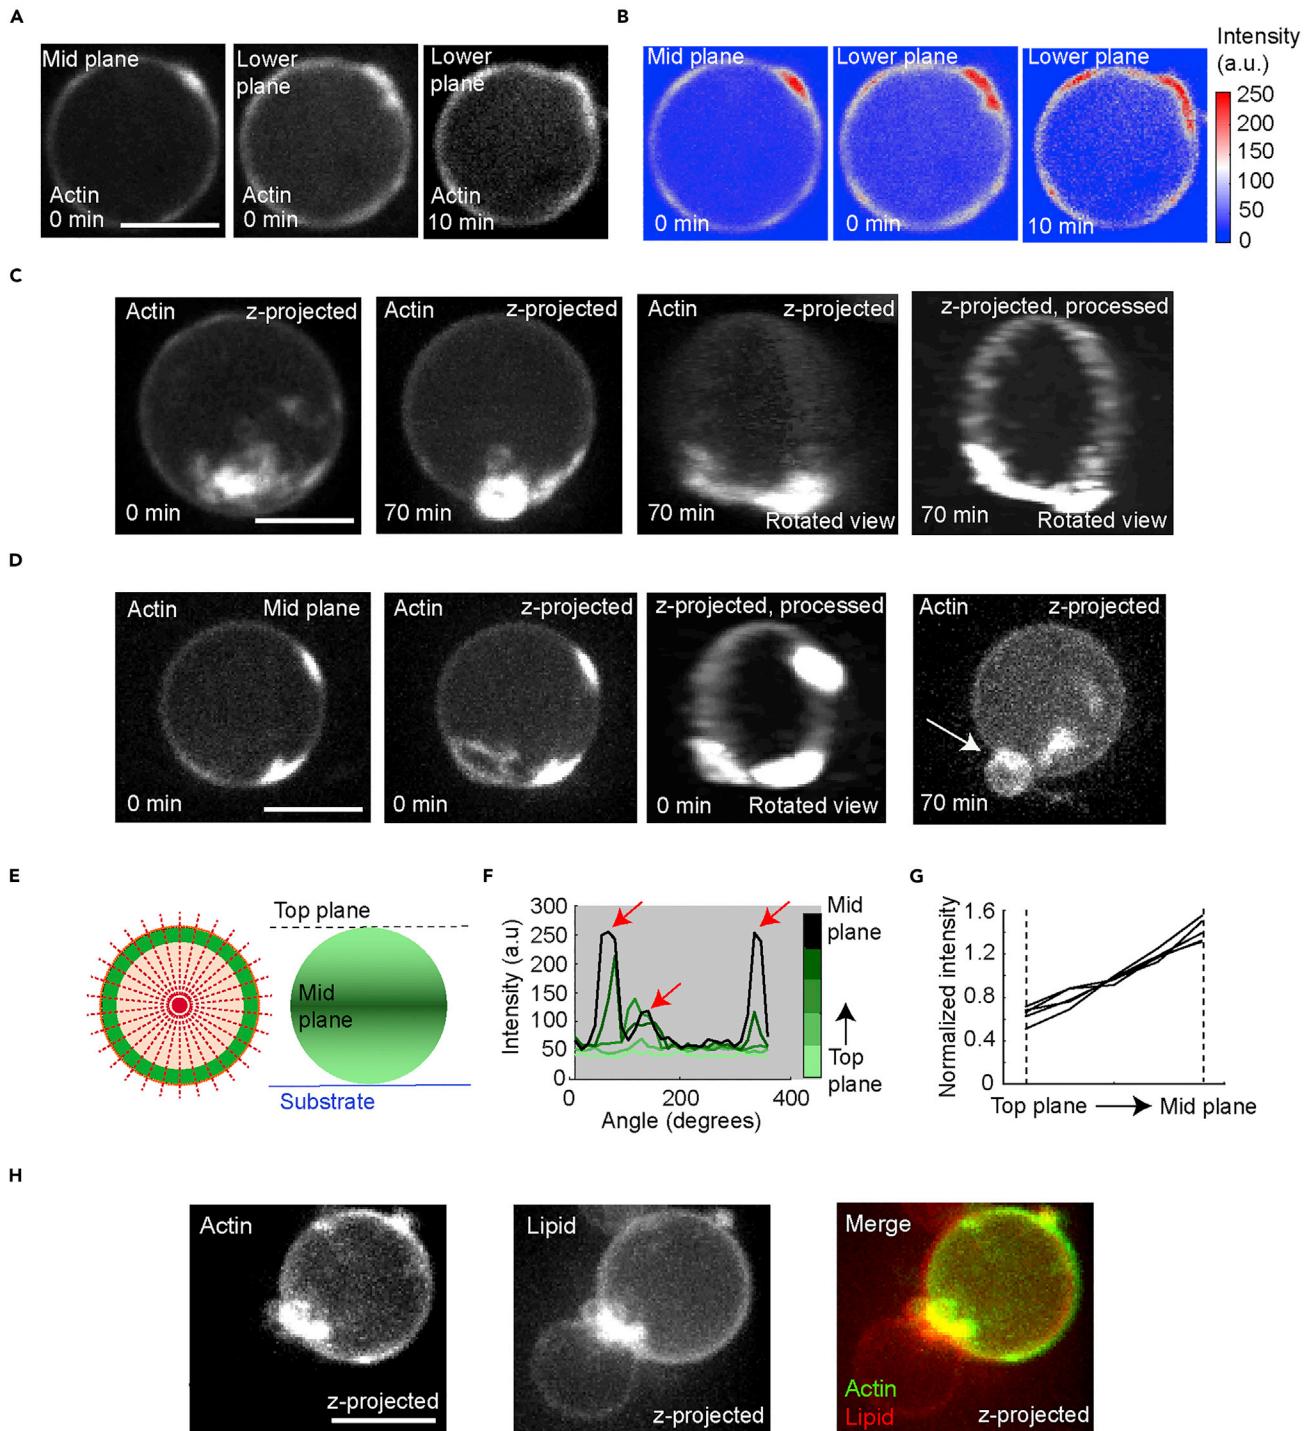 A
Mid plane
Actin
0 min
Lower
plane
Actin
0 min
Lower
plane
Actin
10 min
B
Mid plane
0 min
Lower plane
0 min
Lower plane
10 min
Intensity
(a.u.)
250
200
150
100
50
0
C
Actin
z-projected
0 min
Actin
z-projected
70 min
Actin
z-projected
70 min
Rotated view
z-projected, processed
70 min
Rotated view
D
Actin
Mid plane
0 min
Actin
z-projected
0 min
z-projected, processed
0 min
Rotated view
Actin
z-projected
70 min
E
Top plane
Mid
plane
Substrate
F
Intensity (a.u)
300
250
200
150
100
50
0
0
200
400
Angle (degrees)
Mid
plane
Top
plane
G
Normalized intensity
1.6
1.2
0.8
0.4
0
Top plane
Mid plane
H
Actin
z-projected
Lipid
z-projected
Merge
Actin
Lipid
z-projected